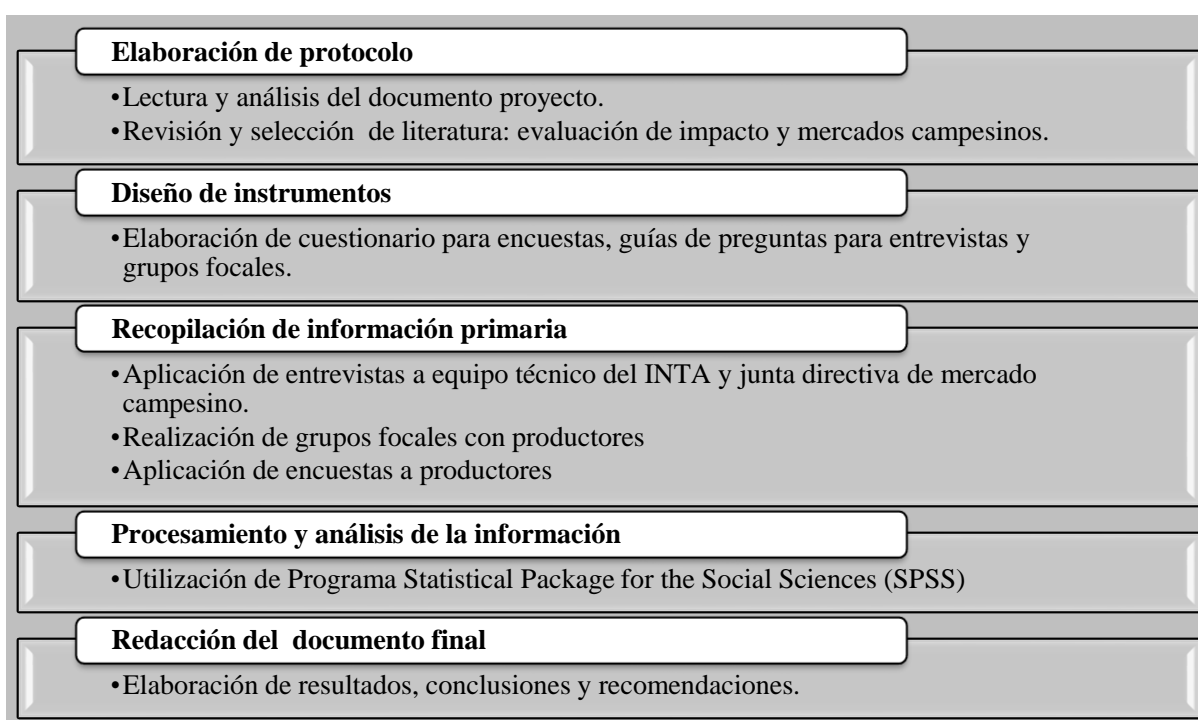 Elaboración de protocolo
•Lectura y análisis del documento proyecto.
•Revisión y selección de literatura: evaluación de impacto y mercados campesinos.
Diseño de instrumentos
•Elaboración de cuestionario para encuestas, guías de preguntas para entrevistas y
grupos focales.
Recopilación de información primaria
•Aplicación de entrevistas a equipo técnico del INTA y junta directiva de mercado
campesino.
•Realización de grupos focales con productores
•Aplicación de encuestas a productores
Procesamiento y análisis de la información
•Utilización de Programa Statistical Package for the Social Sciences (SPSS)
Redacción del documento final
•Elaboración de resultados, conclusiones y recomendaciones.